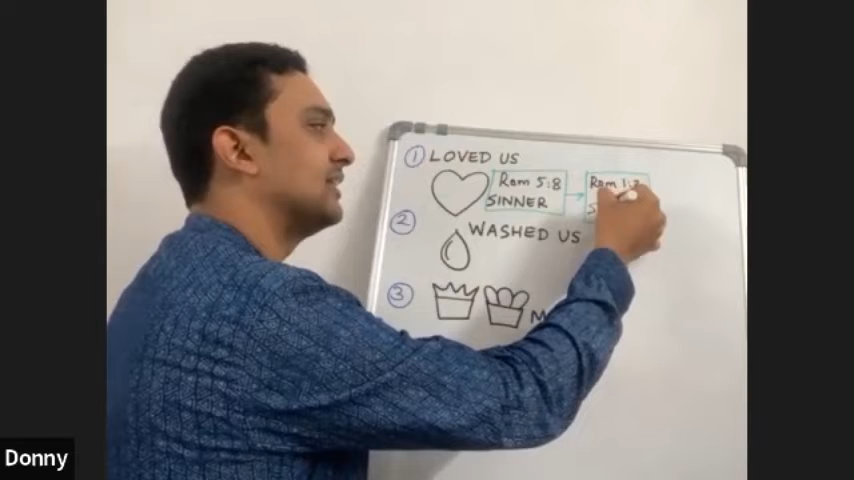 ① LOVED US
Rom 5:8
SINNER
Rom 1:7
S
② WASHED US
③
M
Donny